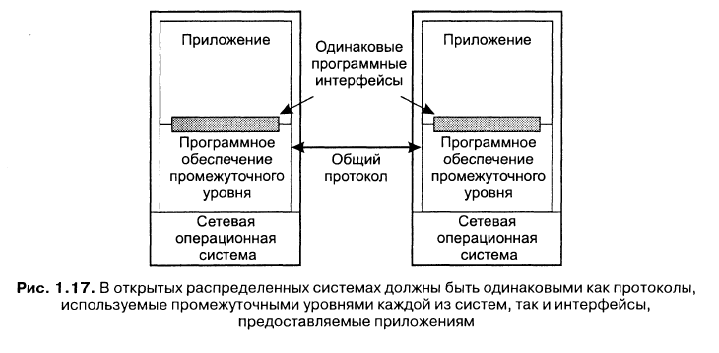 Приложение
Одинаковые
программные
интерфейсы
Приложение
Программное
обеспечение
промежуточного
уровня
Общий
протокол
Программное
обеспечение
промежуточного
уровня
Сетевая
операционная
система
Сетевая
операционная
система
Рис. 1.17. В открытых распределенных системах должны быть одинаковыми как протоколы,
используемые промежуточными уровнями каждой из систем, так и интерфейсы,
предоставляемые приложениям